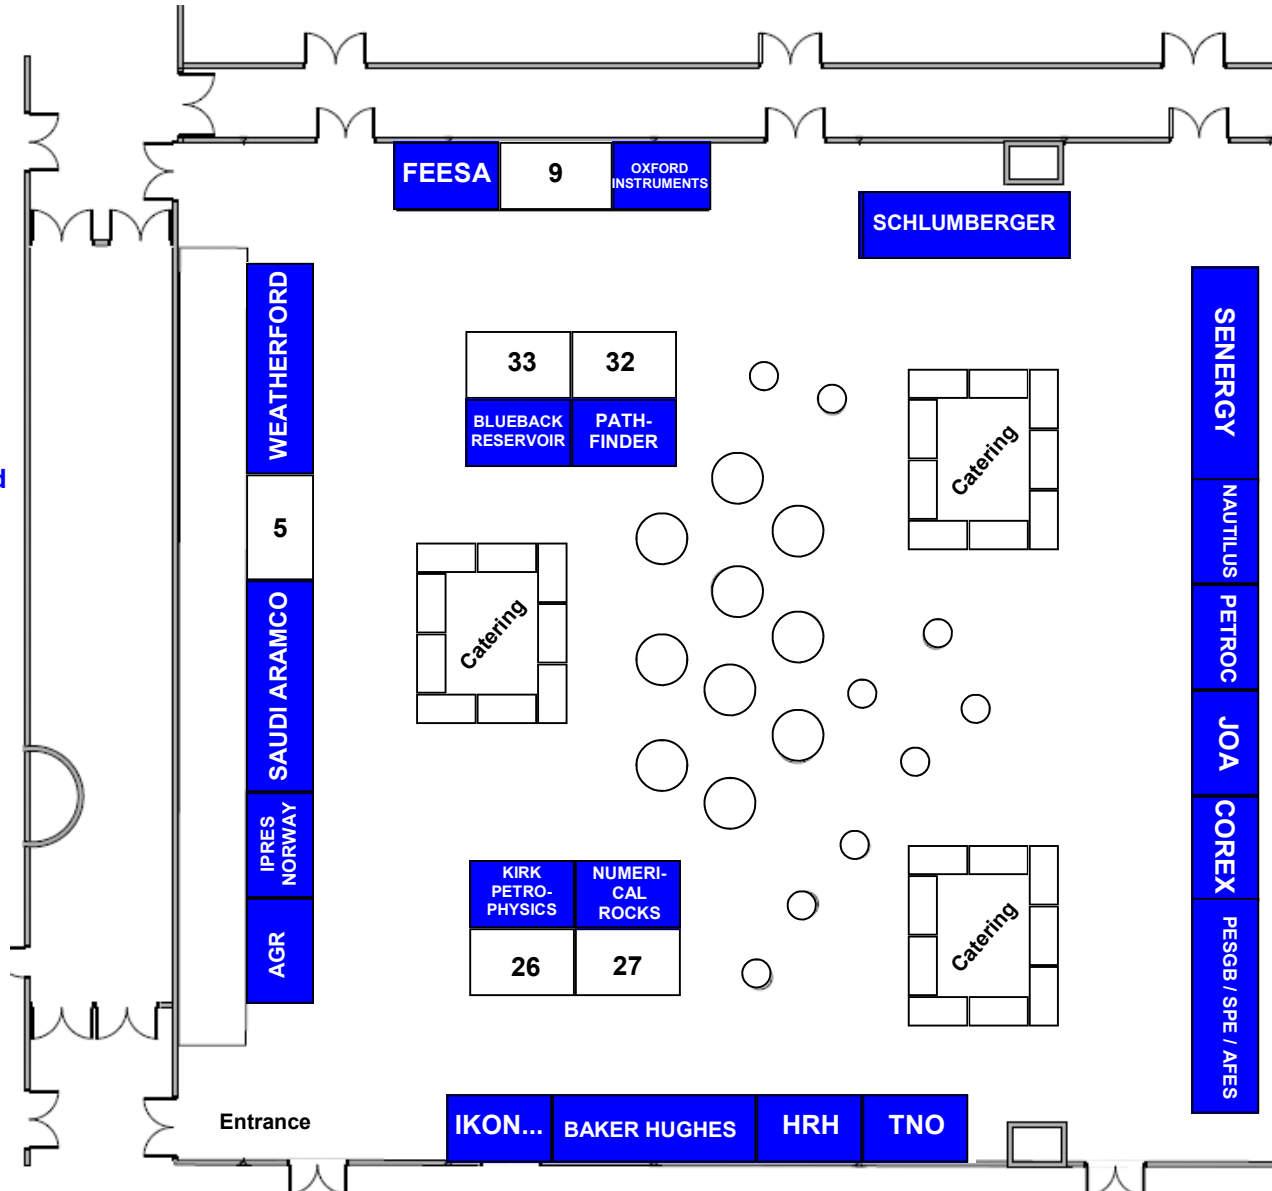 FEESA
9
OXFORD
INSTRUMENTS
SCHLUMBERGER
WEATHERFORD
5
SAUDI ARAMCO
IPRES
NORWAY
AGR
d
33
32
BLUEBACK
RESERVOIR
PATH-
FINDER
Catering
Catering
Catering
SENERGY
NAUTILUS
PETROC
JOA
COREX
PESGB / SPE / AFES
KIRK
PETRO-
PHYSICS
NUMERI-
CAL
ROCKS
26
27
Entrance
IKON...
BAKER HUGHES
HRH
TNO